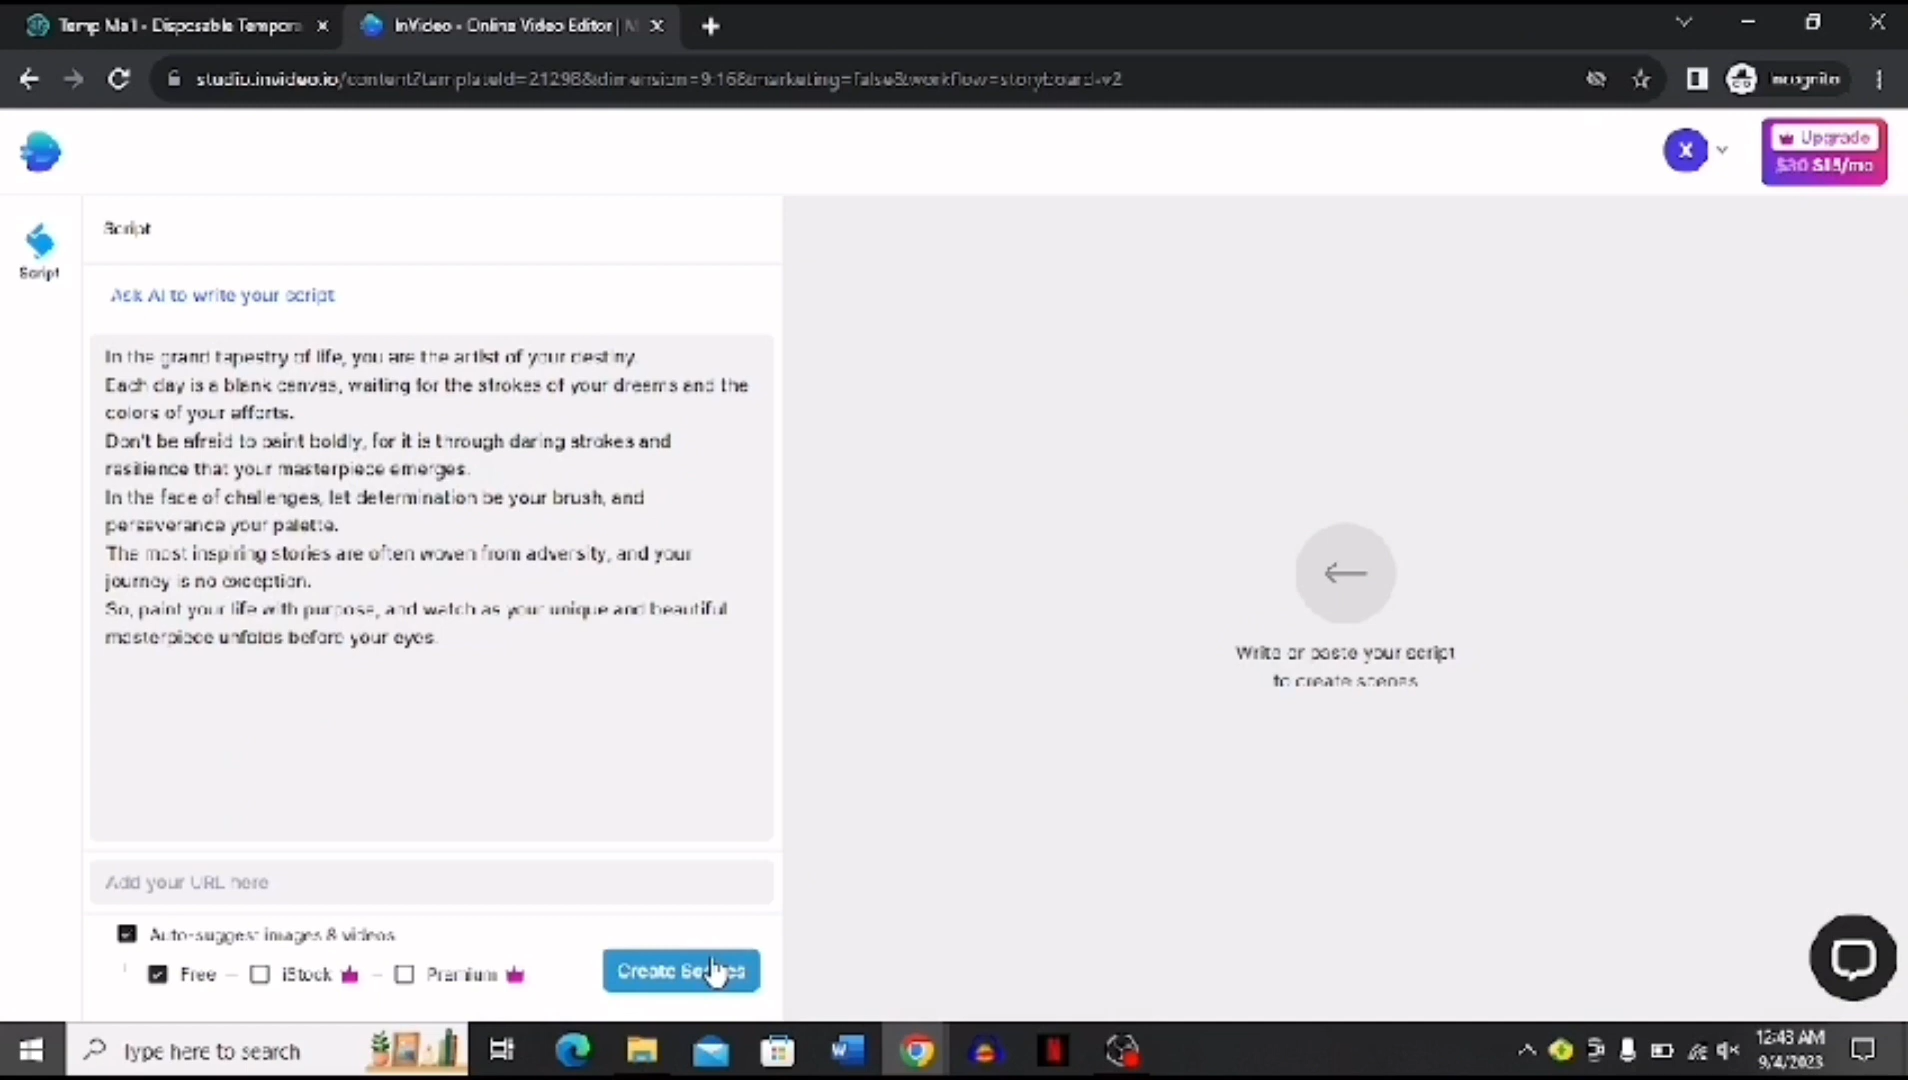 Temp Mail - Disposable Tempora
InVideo - Online Video Editor | M
studio.invideo.io/content?templateId=21298&dimension=9:16&marketing=false&workflow=storyboard-v2
Incognito
X
Upgrade
$30 $15/mo
Script
Script
Ask AI to write your script
In the grand tapestry of life, you are the artist of your destiny.
Each day is a blank canvas, waiting for the strokes of your dreams and the
colors of your efforts.
Don't be afraid to paint boldly, for it is through daring strokes and
resilience that your masterpiece emerges.
In the face of challenges, let determination be your brush, and
perseverance your palette.
The most inspiring stories are often woven from adversity, and your
journey is no exception.
So, paint your life with purpose, and watch as your unique and beautiful
masterpiece unfolds before your eyes.
Write or paste your script
to create scenes
Add your URL here
Auto-suggest images & videos
Free
iStock
Premium
Create Scenes
Type here to search
12:43 AM
9/4/2023